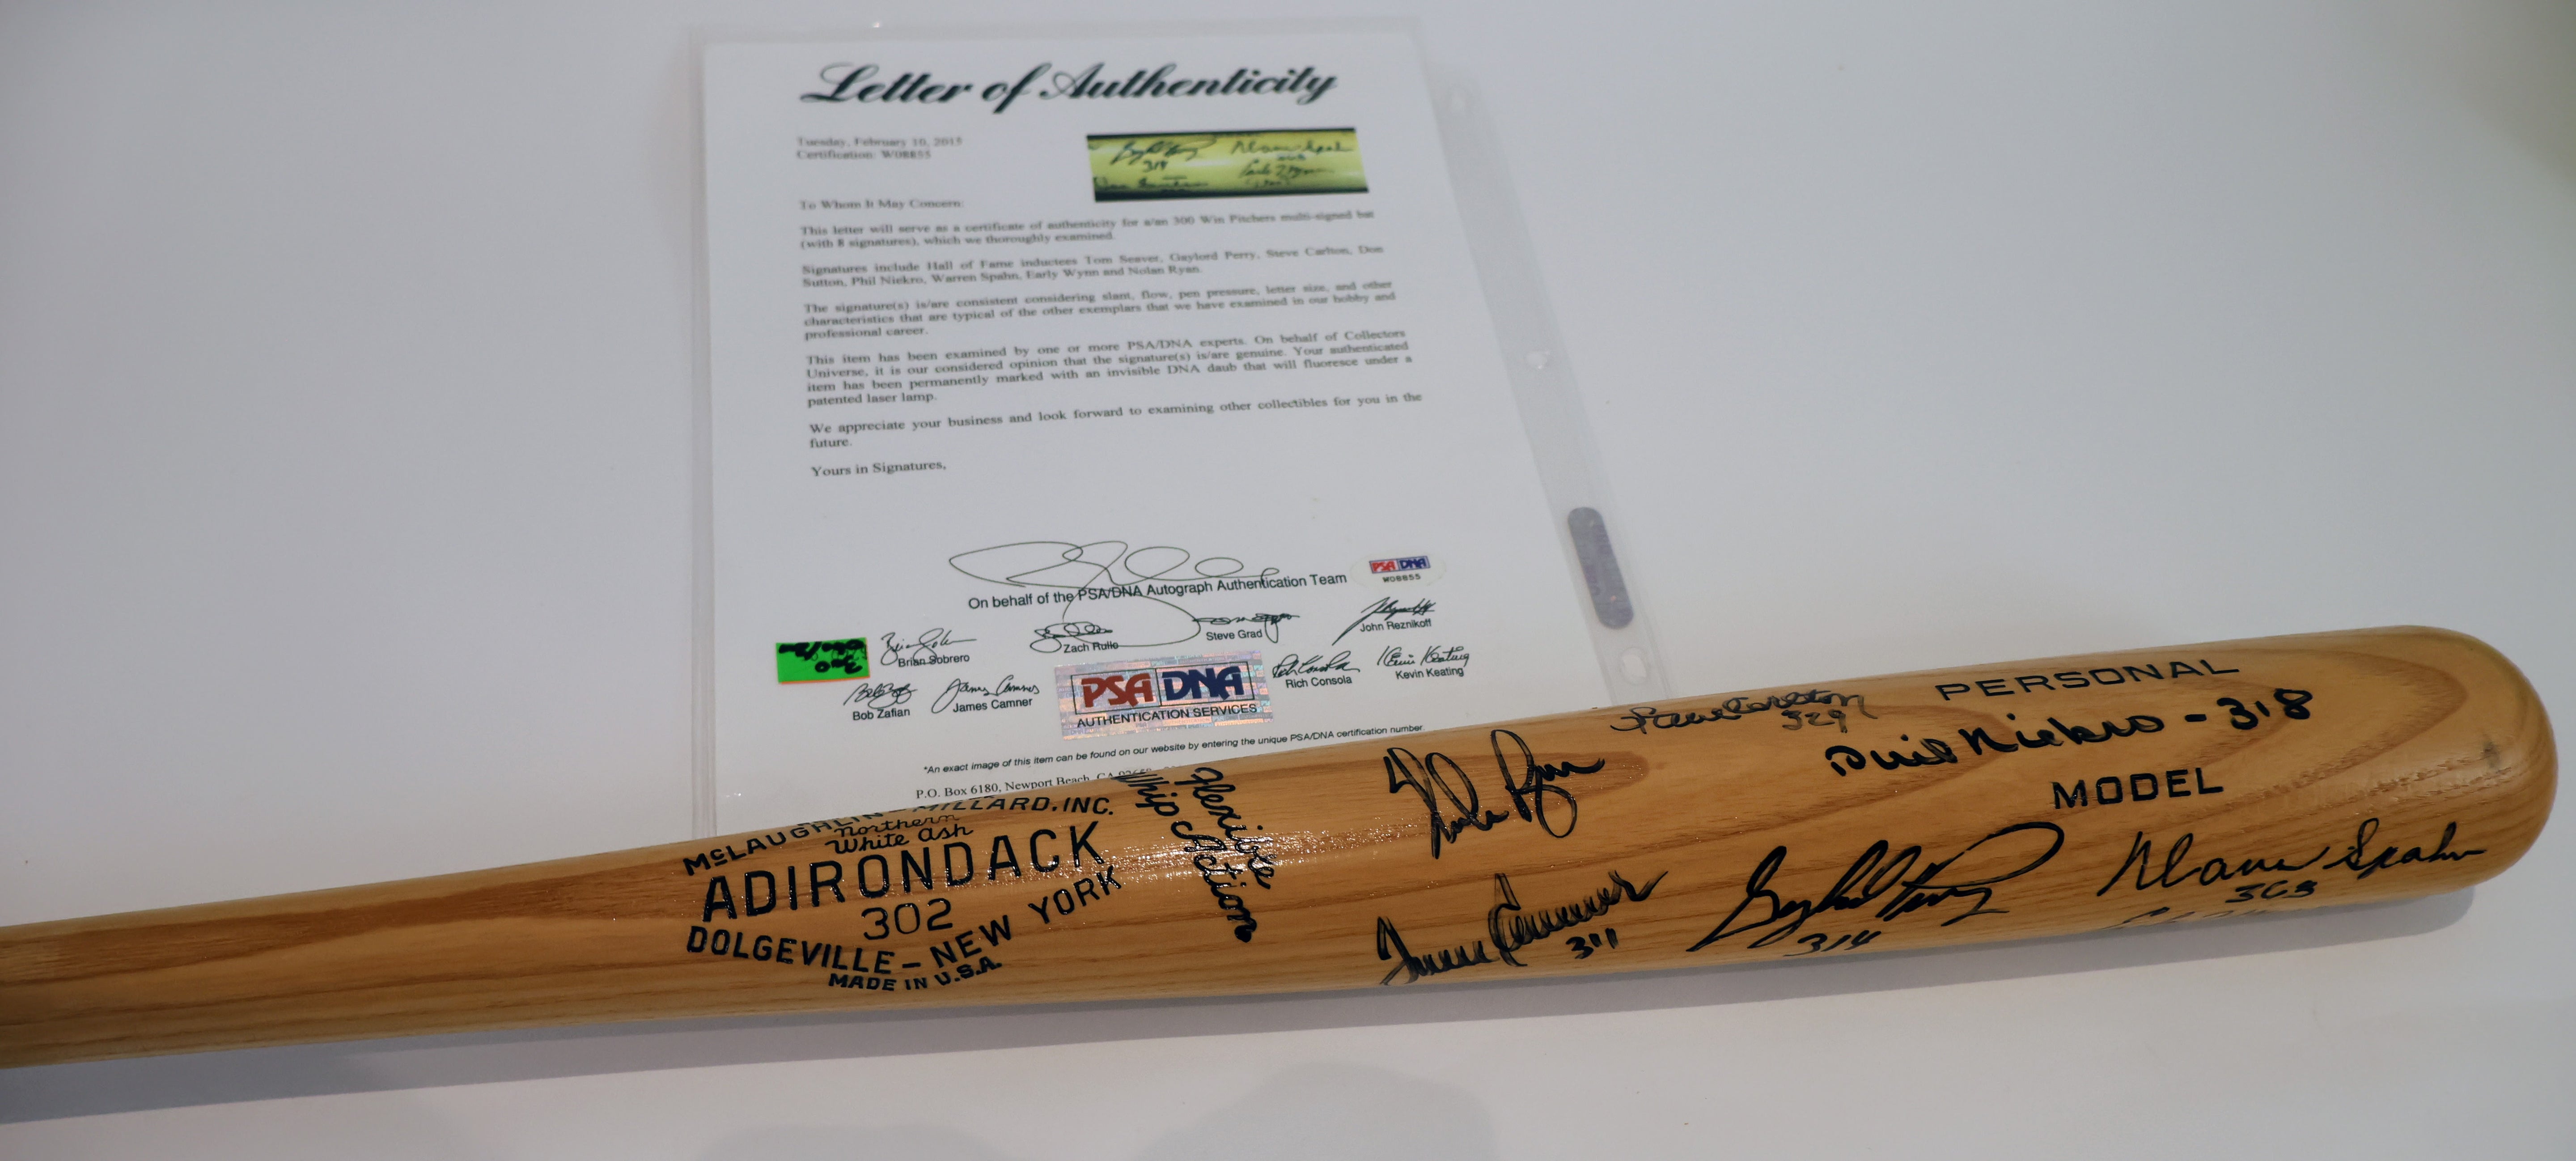 Letter of Authenticity
Tuesday, February 10, 2015
Certification: W08855
To Whom It May Concern:
This letter will serve as a certificate of authenticity for a/an 300 Win Pitchers multi-signed bat
(with 8 signatures), which we thoroughly examined.
Signatures include Hall of Fame inductees Tom Seaver, Gaylord Perry, Steve Carlton, Don
Sutton, Phil Niekro, Warren Spahn, Early Wynn and Nolan Ryan.
The signature(s) is/are consistent considering slant, flow, pen pressure, letter size, and other
characteristics that are typical of the other exemplars that we have examined in our hobby and
professional career.
This item has been examined by one or more PSA/DNA experts. On behalf of Collectors
Universe, it is our considered opinion that the signature(s) is/are genuine. Your authenticated
item has been permanently marked with an invisible DNA daub that will fluoresce under a
patented laser lamp.
We appreciate your business and look forward to examining other collectibles for you in the
future.
Yours in Signatures,
On behalf of the PSA/DNA Autograph Authentication Team
PSA DNA
W08855
Brian Sobrero
Zach Rullo
Steve Grad
John Reznikoff
Bob Zafian
James Camner
PSA DNA
AUTHENTICATION SERVICES
Rich Consola
Kevin Keating
*An exact image of this item can be found on our website by entering the unique PSA/DNA certification number
P.O. Box 6180, Newport Beach, CA
McLAUGHLIN MILLARD, INC.
Northern
White Ash
ADIRONDACK
302
DOLGEVILLE - NEW YORK
MADE IN U.S.A.
Flexible
Whip Action
Nolan Ryan
Steve Carlton
329
PERSONAL
Phil Niekro - 318
MODEL
Tom Seaver
311
Gaylord Perry
314
Warren Spahn
363